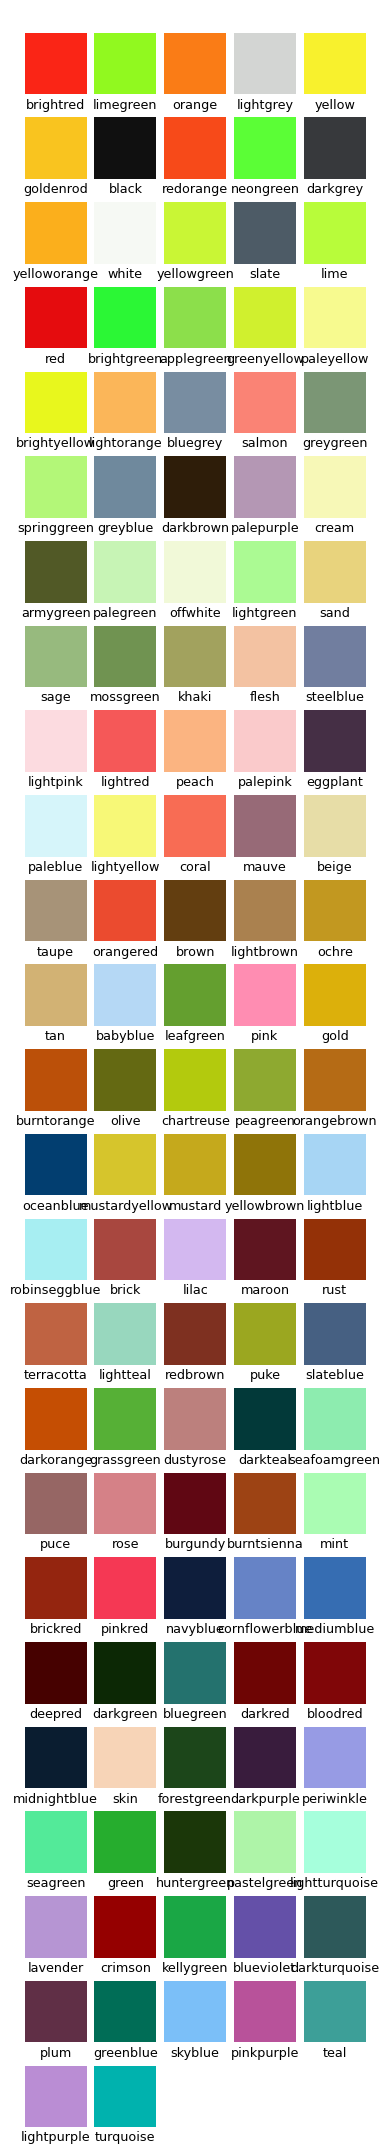 brightred limegreen orange lightgrey yellow
goldenrod black redorange neongreen darkgrey
yelloworange white yellowgreen slate lime
red brightgreen applegreen greenyellow paleyellow
brightyellow lightorange bluegrey salmon greygreen
springgreen greyblue darkbrown palepurple cream
armygreen palegreen offwhite lightgreen sand
sage mossgreen khaki flesh steelblue
lightpink lightred peach palepink eggplant
paleblue lightyellow coral mauve beige
taupe orangered brown lightbrown ochre
tan babyblue leafgreen pink gold
burntorange olive chartreuse peagreen orangebrown
oceanblue mustardyellow mustard yellowbrown lightblue
robinseggblue brick lilac maroon rust
terracotta lightteal redbrown puke slateblue
darkorange grassgreen dustyrose darkteal seafoamgreen
puce rose burgundy burntsienna mint
brickred pinkred navyblue cornflowerblue mediumblue
deepred darkgreen bluegreen darkred bloodred
midnightblue skin forestgreen darkpurple periwinkle
seagreen green huntergreen pastelgreen lightturquoise
lavender crimson kellygreen blueviolet darkturquoise
plum greenblue skyblue pinkpurple teal
lightpurple turquoise